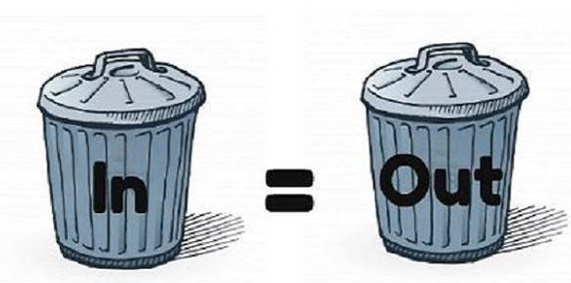 In = Out